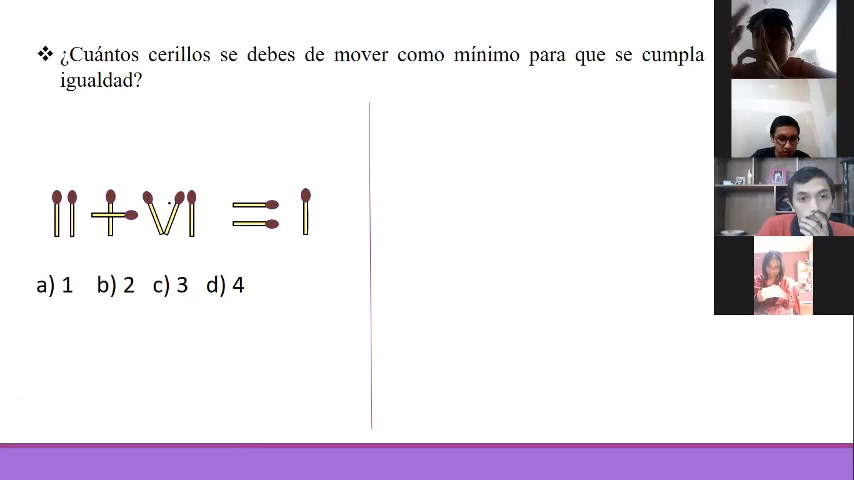 ❖ ¿Cuántos cerillos se debes de mover como mínimo para que se cumpla
igualdad?
II + VI = I
a) 1 b) 2 c) 3 d) 4